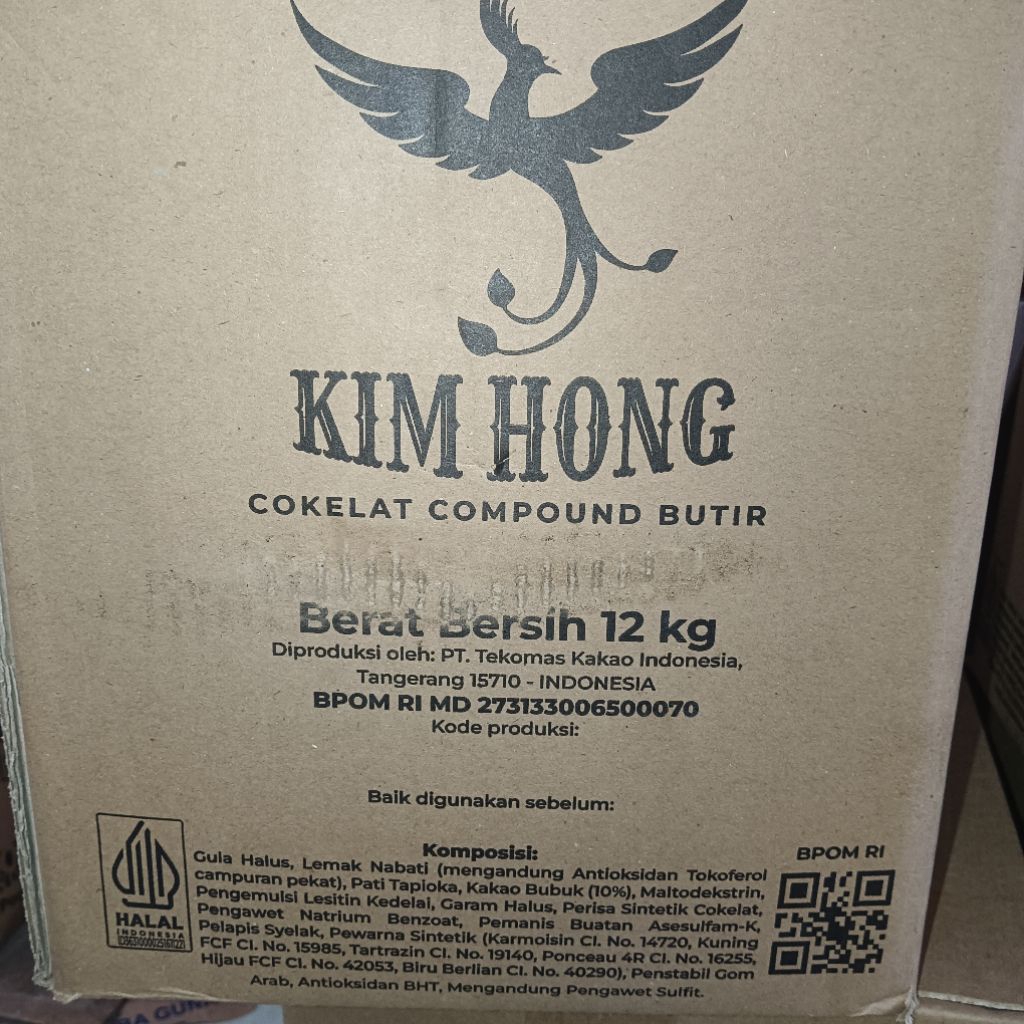 KIM HONG
COKELAT COMPOUND BUTIR
Berat Bersih 12 kg
Diproduksi oleh: PT. Tekomas Kakao Indonesia,
Tangerang 15710 - INDONESIA
BPOM RI MD 273133006500070
Kode produksi:
Baik digunakan sebelum:
HALAL
INDONESIA
Komposisi:
Gula Halus, Lemak Nabati (mengandung Antioksidan Tokoferol
campuran pekat), Pati Tapioka, Kakao Bubuk (10%), Maltodekstrin,
Pengemulsi Lesitin Kedelai, Garam Halus, Perisa Sintetik Cokelat,
Pengawet Natrium Benzoat, Pemanis Buatan Asesulfam-K,
Pelapis Syelak, Pewarna Sintetik (Karmoisin CI. No. 14720, Kuning
FCF CI. No. 15985, Tartrazin CI. No. 19140, Ponceau 4R CI. No. 16255,
Hijau FCF CI. No. 42053, Biru Berlian CI. No. 40290), Penstabil Gom
Arab, Antioksidan BHT, Mengandung Pengawet Sulfit.
BPOM RI